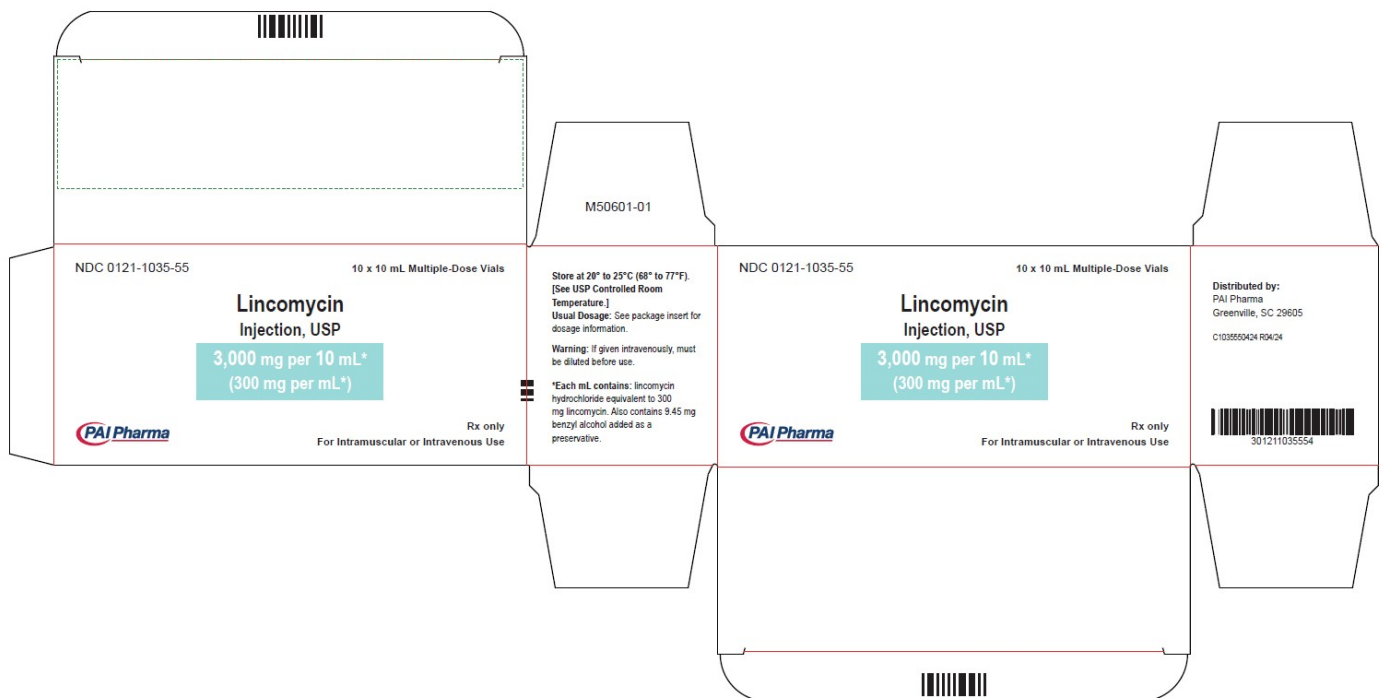 M50601-01
NDC 0121-1035-55
10 x 10 mL Multiple-Dose Vials
Lincomycin
Injection, USP
3,000 mg per 10 mL*
(300 mg per mL*)
PAI Pharma
Rx only
For Intramuscular or Intravenous Use
Store at 20° to 25°C (68° to 77°F).
[See USP Controlled Room
Temperature.]
Usual Dosage: See package insert for
dosage information.
Warning: If given intravenously, must
be diluted before use.
*Each mL contains: lincomycin
hydrochloride equivalent to 300
mg lincomycin. Also contains 9.45 mg
benzyl alcohol added as a
preservative.
NDC 0121-1035-55
10 x 10 mL Multiple-Dose Vials
Lincomycin
Injection, USP
3,000 mg per 10 mL*
(300 mg per mL*)
PAI Pharma
Rx only
For Intramuscular or Intravenous Use
Distributed by:
PAI Pharma
Greenville, SC 29605
C1035550424 R04/24
301211035554